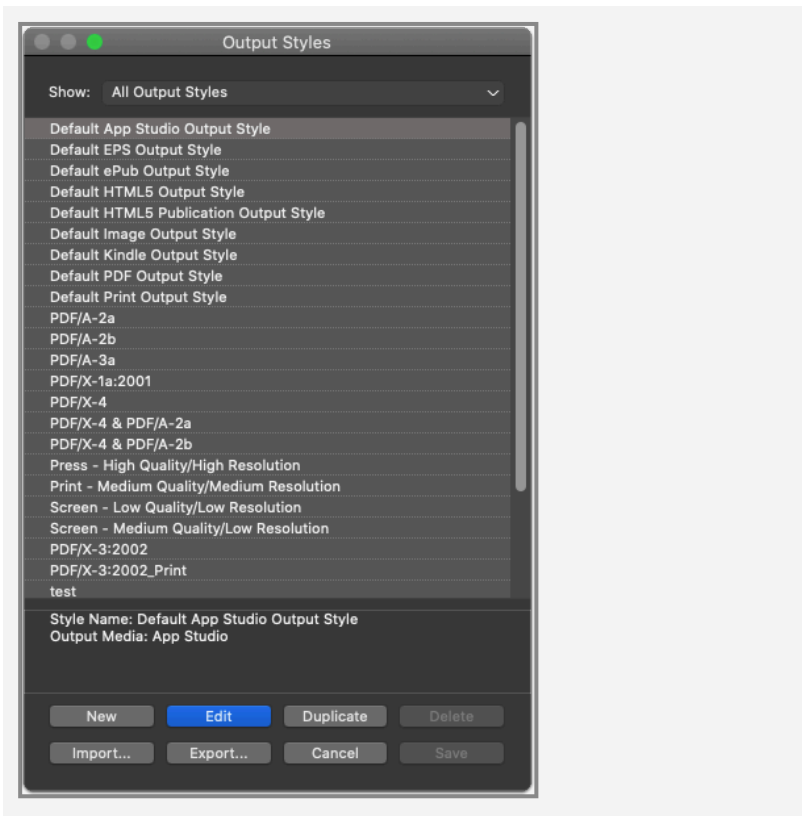 Output Styles
Show: All Output Styles
Default App Studio Output Style
Default EPS Output Style
Default ePub Output Style
Default HTML5 Output Style
Default HTML5 Publication Output Style
Default Image Output Style
Default Kindle Output Style
Default PDF Output Style
Default Print Output Style
PDF/A-2a
PDF/A-2b
PDF/A-3a
PDF/X-1a:2001
PDF/X-4
PDF/X-4 & PDF/A-2a
PDF/X-4 & PDF/A-2b
Press - High Quality/High Resolution
Print - Medium Quality/Medium Resolution
Screen - Low Quality/Low Resolution
Screen - Medium Quality/Low Resolution
PDF/X-3:2002
PDF/X-3:2002_Print
test
Style Name: Default App Studio Output Style
Output Media: App Studio
New Edit Duplicate Delete
Import... Export... Cancel Save